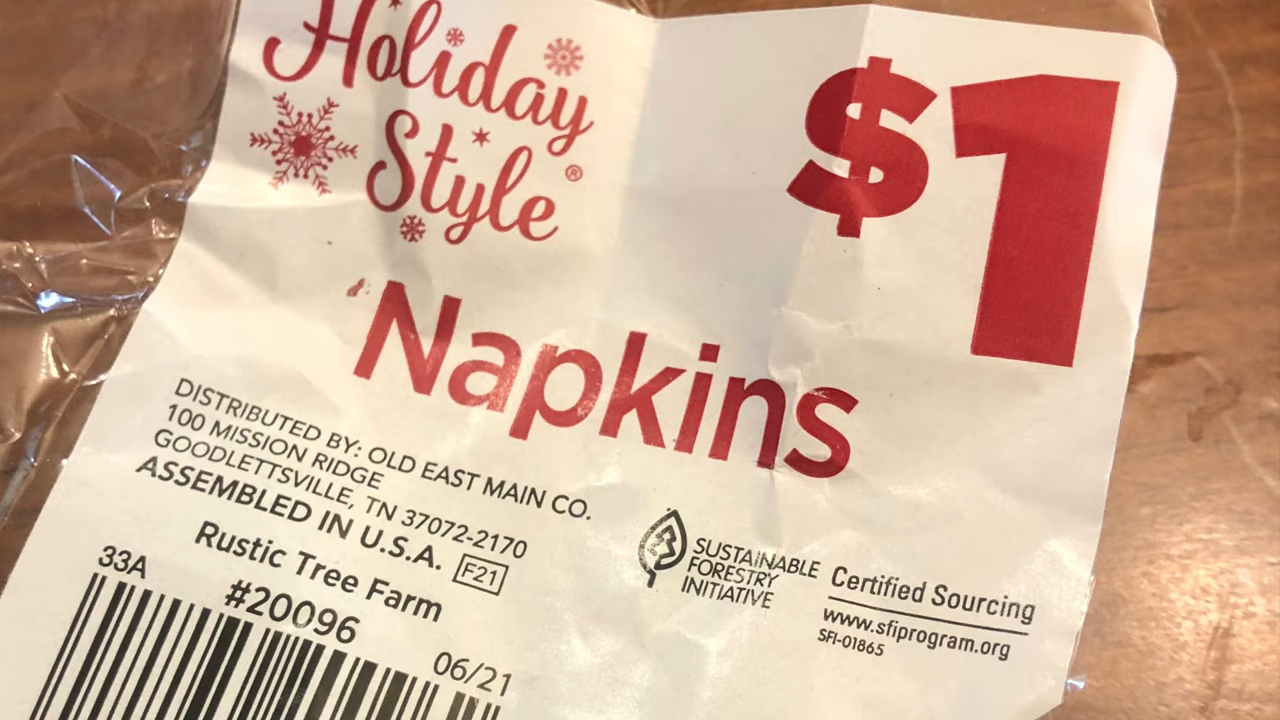 Holiday
Style®
$1
Napkins
DISTRIBUTED BY: OLD EAST MAIN CO.
100 MISSION RIDGE
GOODLETTSVILLE, TN 37072-2170
ASSEMBLED IN U.S.A. F21
Rustic Tree Farm
33A
#20096
06/21
SUSTAINABLE
FORESTRY
INITIATIVE
Certified Sourcing
www.sfiprogram.org
SFI-01865